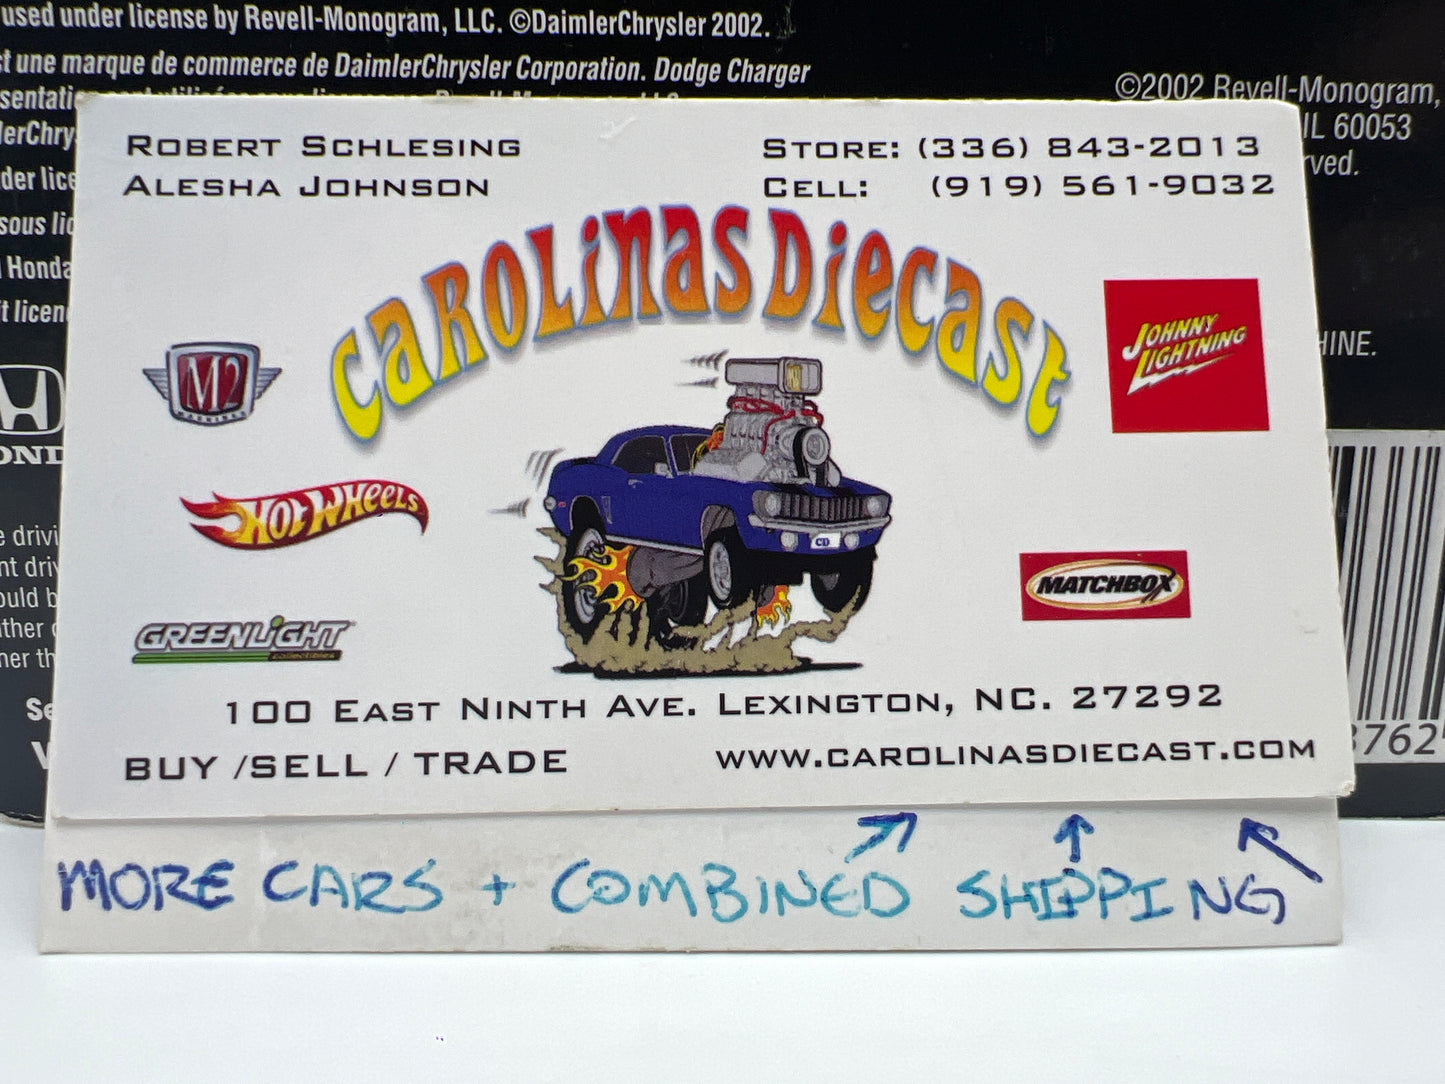 used under license by Revell-Monogram, LLC. ©DaimlerChrysler 2002.
st une marque de commerce de DaimlerChrysler Corporation. Dodge Charger
©2002 Revell-Monogram,
IL 60053
ROBERT SCHLESING
STORE: (336) 843-2013
ALESHA JOHNSON
CELL: (919) 561-9032
CAROLINAS DIECAST
M2
MACHINES
JOHNNY
LIGHTNING
HOT WHEELS
CD
MATCHBOX
GREENLIGHT
collectibles
100 EAST NINTH AVE. LEXINGTON, NC. 27292
BUY /SELL / TRADE
WWW.CAROLINASDIECAST.COM
MORE CARS + COMBINED SHIPPING